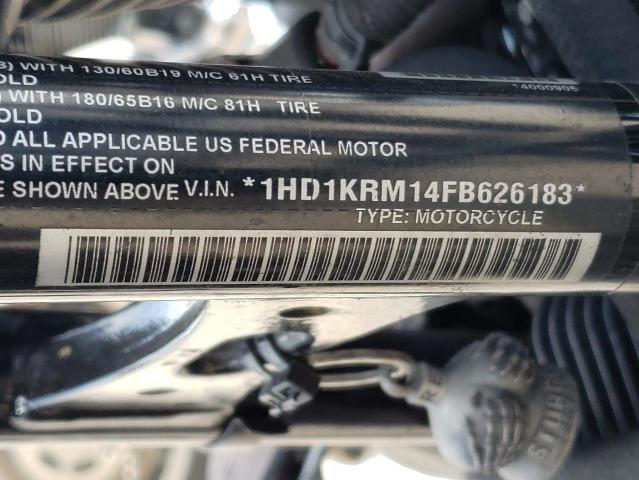 ) WITH 130/60B19 M/C 61H TIRE
OLD
) WITH 180/65B16 M/C 81H TIRE
OLD
D ALL APPLICABLE US FEDERAL MOTOR
S IN EFFECT ON
E SHOWN ABOVE V.I.N. *1HD1KRM14FB626183*
TYPE: MOTORCYCLE
14000905